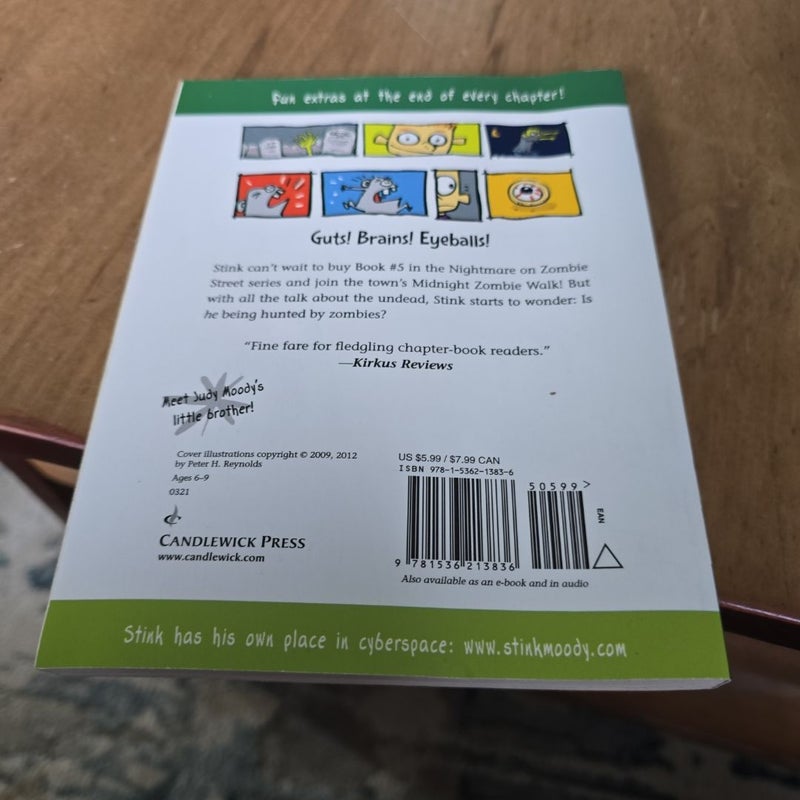 Fun extras at the end of every chapter!
Guts! Brains! Eyeballs!
Stink can't wait to buy Book #5 in the Nightmare on Zombie
Street series and join the town's Midnight Zombie Walk! But
with all the talk about the undead, Stink starts to wonder: Is
he being hunted by zombies?
"Fine fare for fledgling chapter-book readers."
—Kirkus Reviews
Meet Judy Moody's
little brother!
Cover illustrations copyright © 2009, 2012
by Peter H. Reynolds
Ages 6–9
0321
CANDLEWICK PRESS
www.candlewick.com
US $5.99 / $7.99 CAN
ISBN 978-1-5362-1383-6
50599>
EAN
9 781536 213836
Also available as an e-book and in audio
Stink has his own place in cyberspace: www.stinkmoody.com